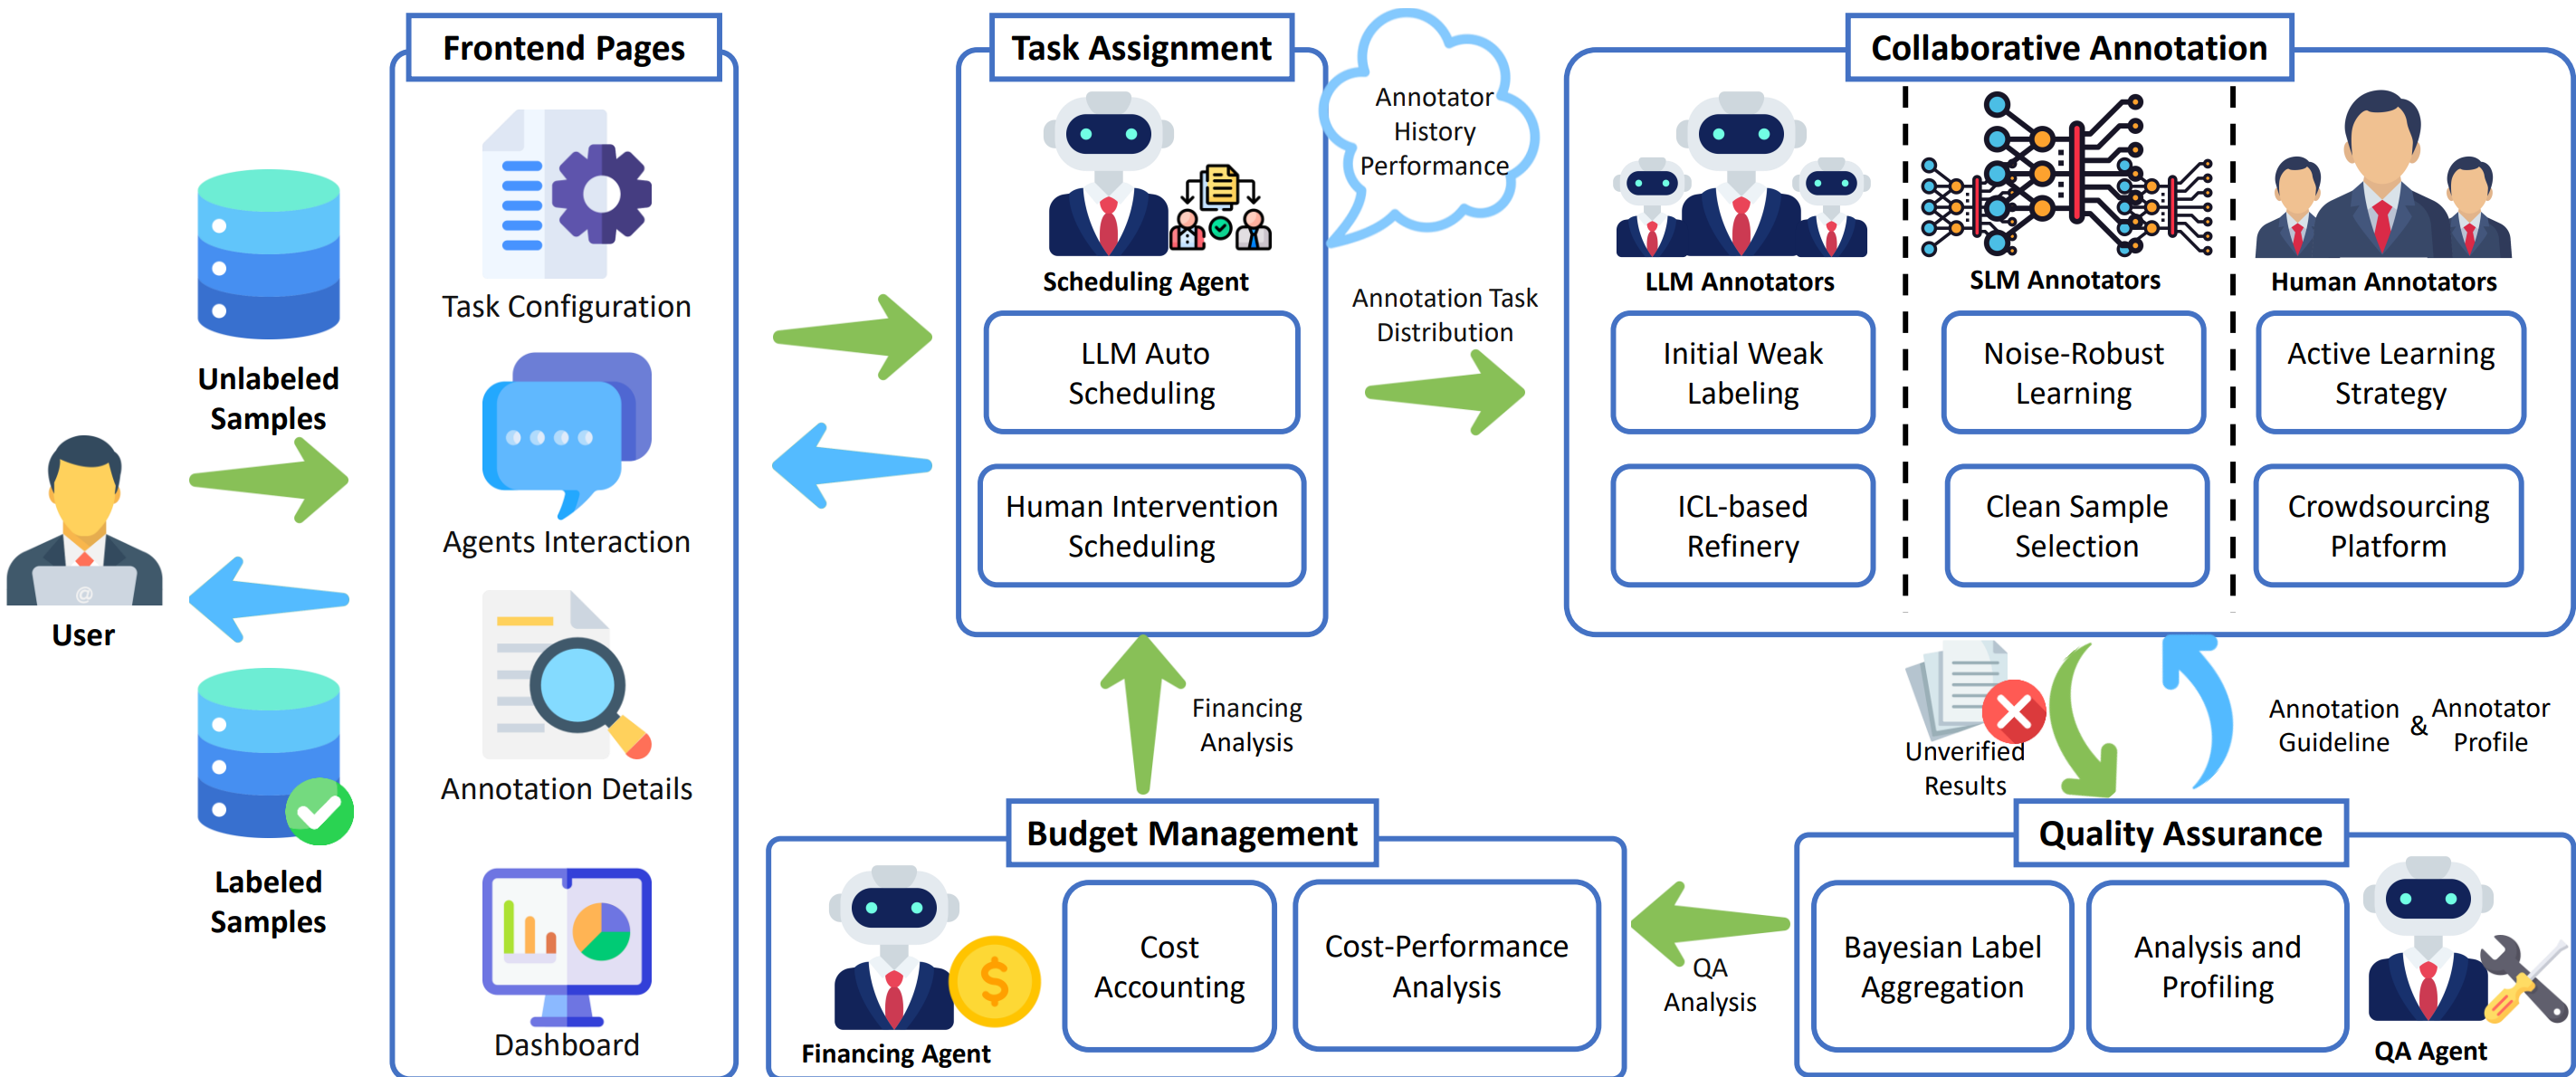 Frontend Pages
Task Configuration
Agents Interaction
Annotation Details
Dashboard
Unlabeled
Samples
@
User
Labeled
Samples
Task Assignment
Scheduling Agent
LLM Auto
Scheduling
Human Intervention
Scheduling
Annotator
History
Performance
Annotation Task
Distribution
Collaborative Annotation
LLM Annotators
Initial Weak
Labeling
ICL-based
Refinery
SLM Annotators
Noise-Robust
Learning
Clean Sample
Selection
Human Annotators
Active Learning
Strategy
Crowdsourcing
Platform
Financing
Analysis
Unverified
Results
Annotation
Guideline
&
Annotator
Profile
Budget Management
$
Financing Agent
Cost
Accounting
Cost-Performance
Analysis
QA
Analysis
Quality Assurance
Bayesian Label
Aggregation
Analysis and
Profiling
QA Agent